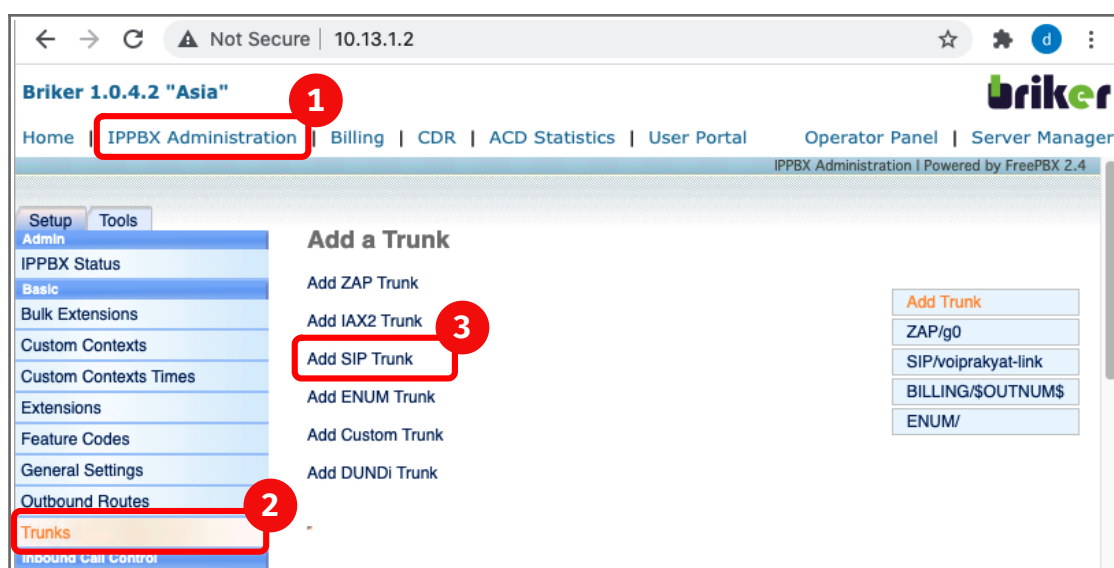 Not Secure | 10.13.1.2 d
Briker 1.0.4.2 "Asia"
1
briker
Home | IPPBX Administration | Billing | CDR | ACD Statistics | User Portal Operator Panel | Server Manager
IPPBX Administration | Powered by FreePBX 2.4
Setup Tools
Admin
IPPBX Status
Basic
Bulk Extensions
Custom Contexts
Custom Contexts Times
Extensions
Feature Codes
General Settings
Outbound Routes
2
Trunks
Inbound Call Control
Add a Trunk
Add ZAP Trunk
Add IAX2 Trunk
3
Add SIP Trunk
Add ENUM Trunk
Add Custom Trunk
Add DUNDi Trunk
Add Trunk
ZAP/g0
SIP/voiprakyat-link
BILLING/$OUTNUM$
ENUM/